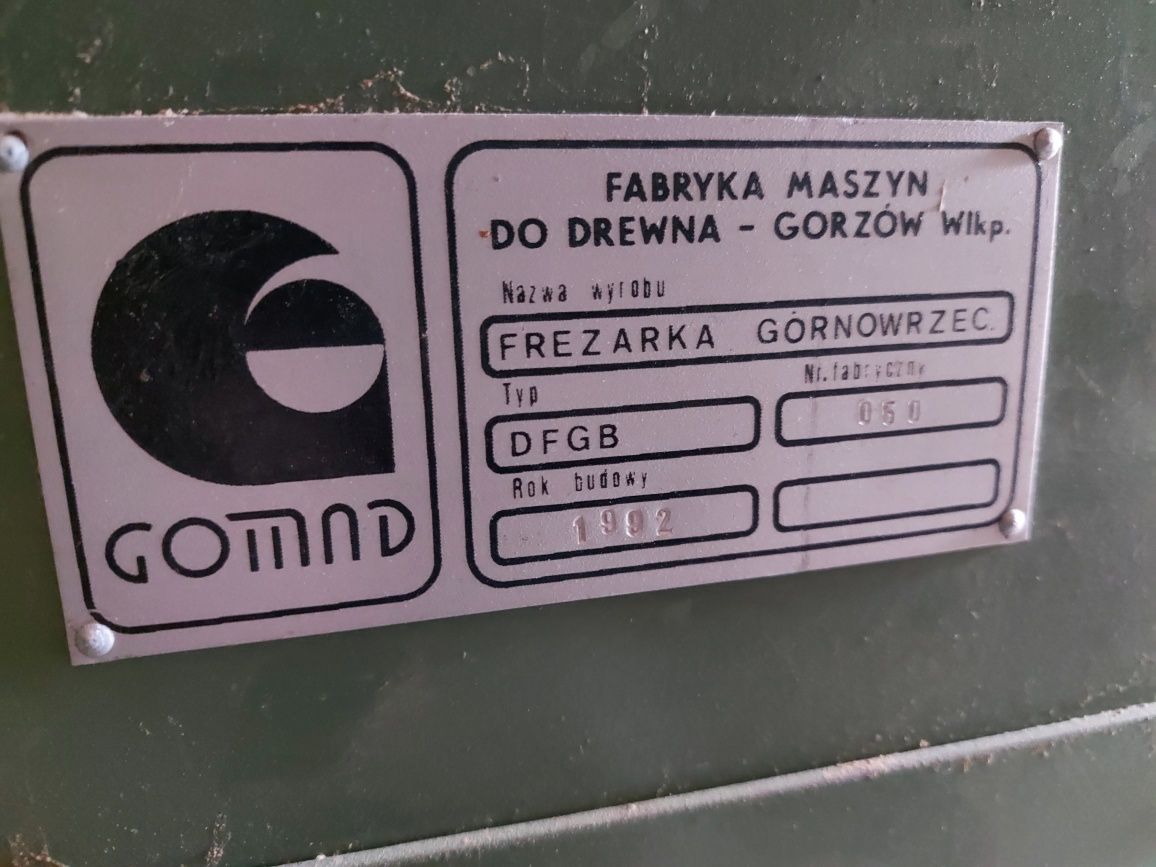 FABRYKA MASZYN
DO DREWNA - GORZÓW Wlkp.
Nazwa wyrobu
FREZARKA GÓRNOWRZEC.
Typ
Nr. fabryczny
DFGB
050
Rok budowy
1992
GOMAD